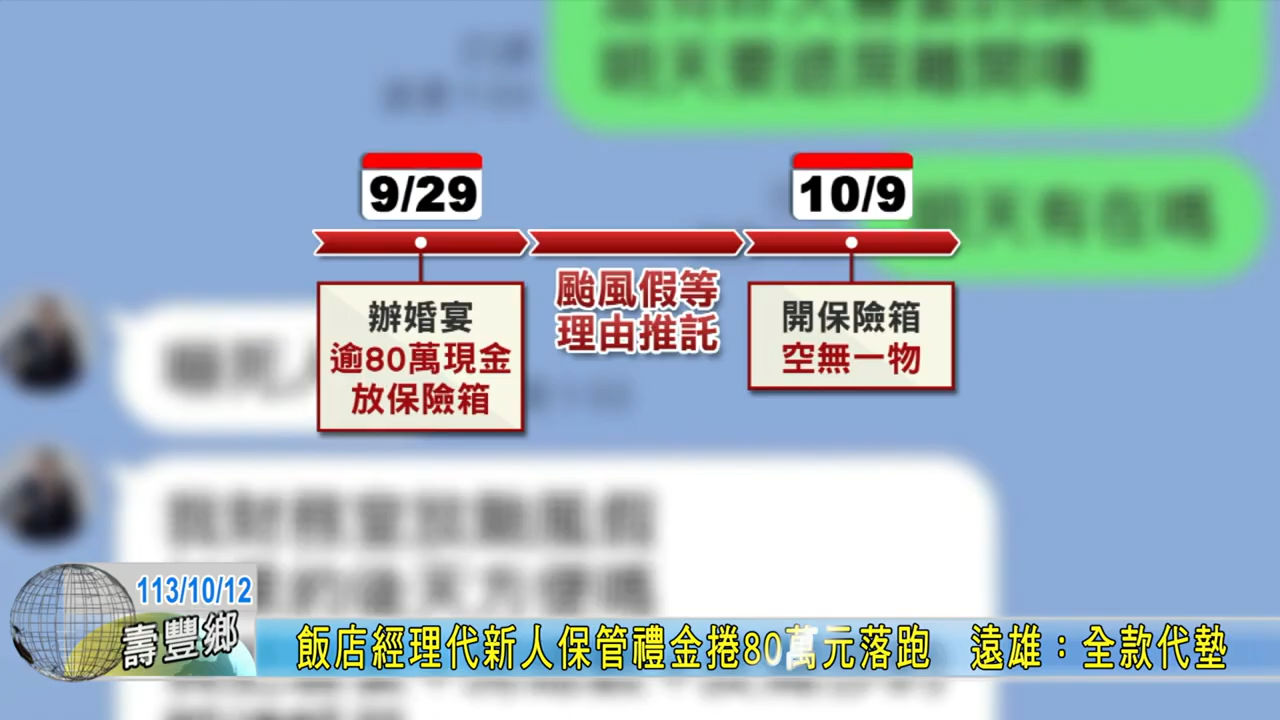 9/29
10/9
辦婚宴
逾80萬現金
放保險箱
颱風假等
理由推託
開保險箱
空無一物
113/10/12
壽豐鄉
飯店經理代新人保管禮金捲80萬元落跑 遠雄：全款代墊